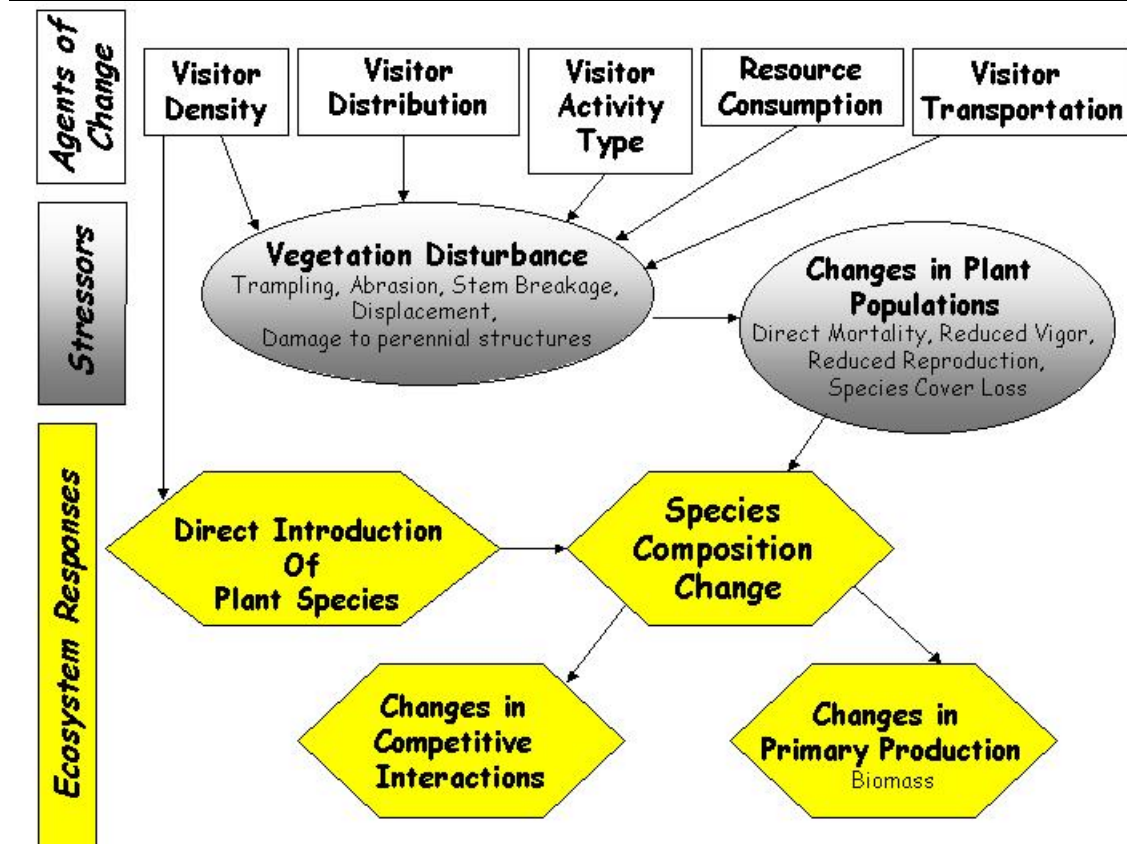 Agents of
Change
Visitor
Density
Visitor
Distribution
Visitor
Activity
Type
Resource
Consumption
Visitor
Transportation
Stressors
Vegetation Disturbance
Trampling, Abrasion, Stem Breakage,
Displacement,
Damage to perennial structures
Changes in Plant
Populations
Direct Mortality, Reduced Vigor,
Reduced Reproduction,
Species Cover Loss
Ecosystem Responses
Direct Introduction
Of
Plant Species
Species
Composition
Change
Changes in
Competitive
Interactions
Changes in
Primary Production
Biomass